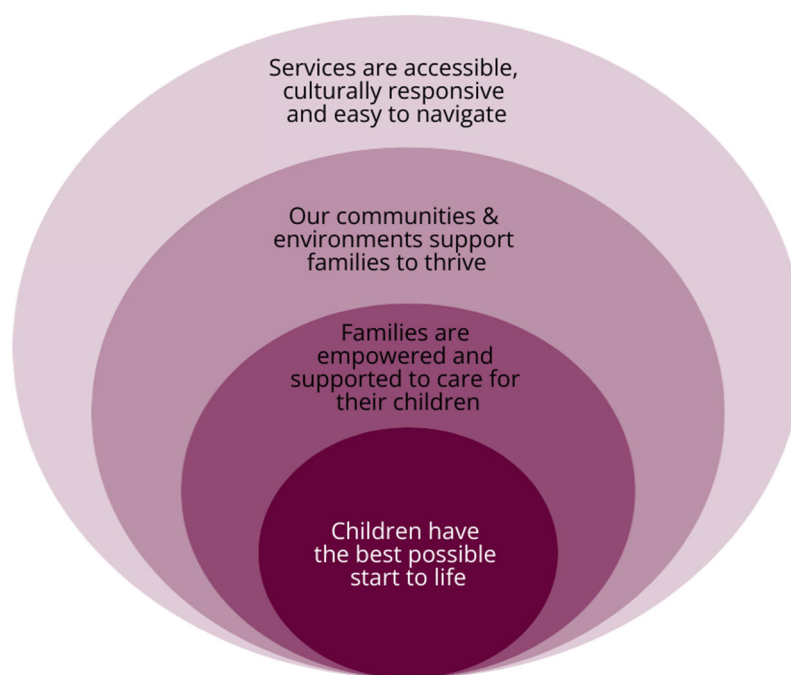 Services are accessible,
culturally responsive
and easy to navigate
Our communities &
environments support
families to thrive
Families are
empowered and
supported to care for
their children
Children have
the best possible
start to life